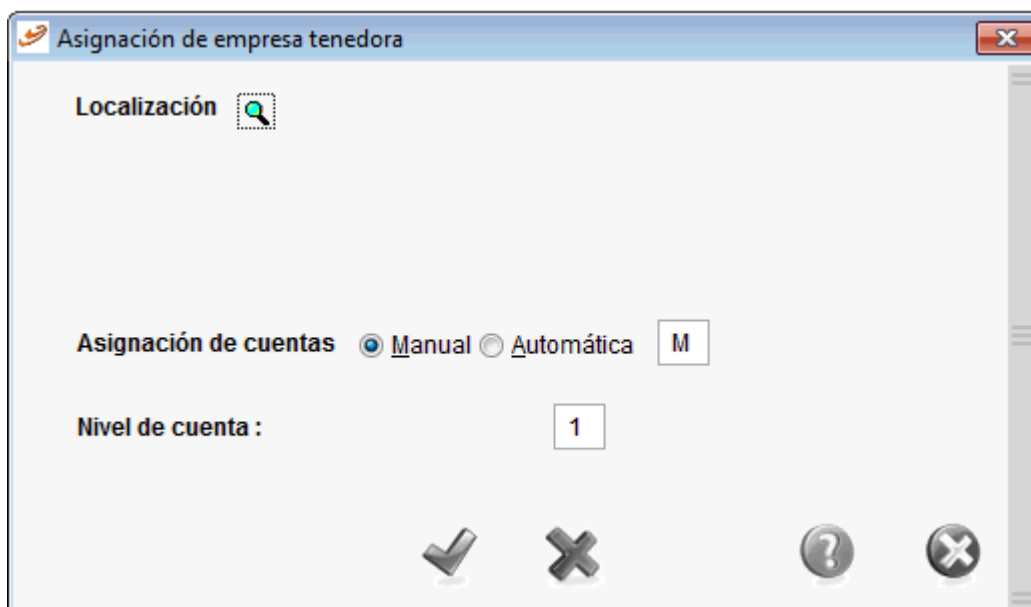 Asignación de empresa tenedora
Localización
Asignación de cuentas Manual Automática M
Nivel de cuenta : 1